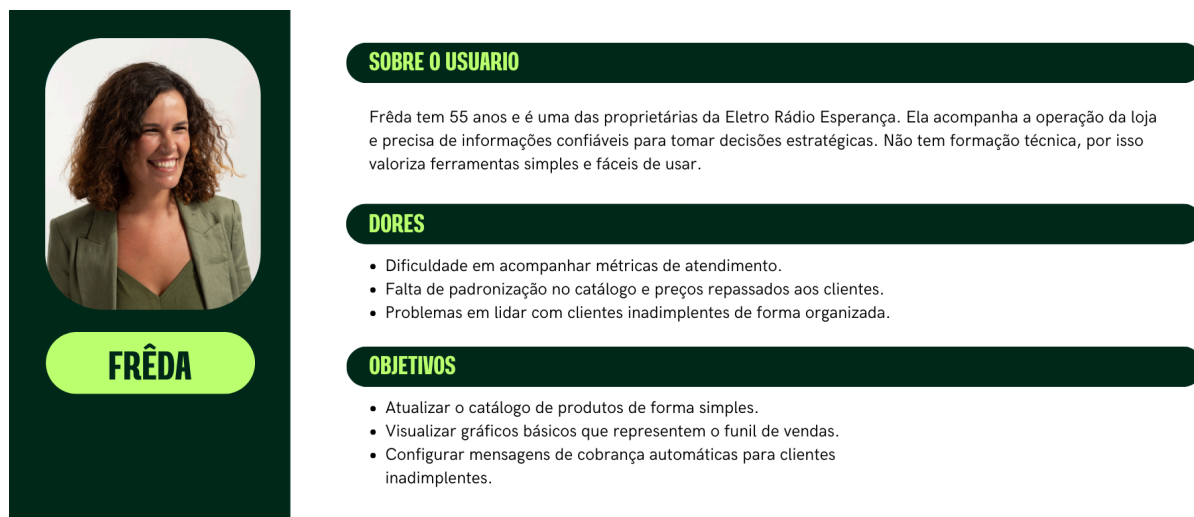 FRÊDA
SOBRE O USUARIO
Frêda tem 55 anos e é uma das proprietárias da Eletro Rádio Esperança. Ela acompanha a operação da loja
e precisa de informações confiáveis para tomar decisões estratégicas. Não tem formação técnica, por isso
valoriza ferramentas simples e fáceis de usar.
DORES
• Dificuldade em acompanhar métricas de atendimento.
• Falta de padronização no catálogo e preços repassados aos clientes.
• Problemas em lidar com clientes inadimplentes de forma organizada.
OBJETIVOS
• Atualizar o catálogo de produtos de forma simples.
• Visualizar gráficos básicos que representem o funil de vendas.
• Configurar mensagens de cobrança automáticas para clientes
inadimplentes.